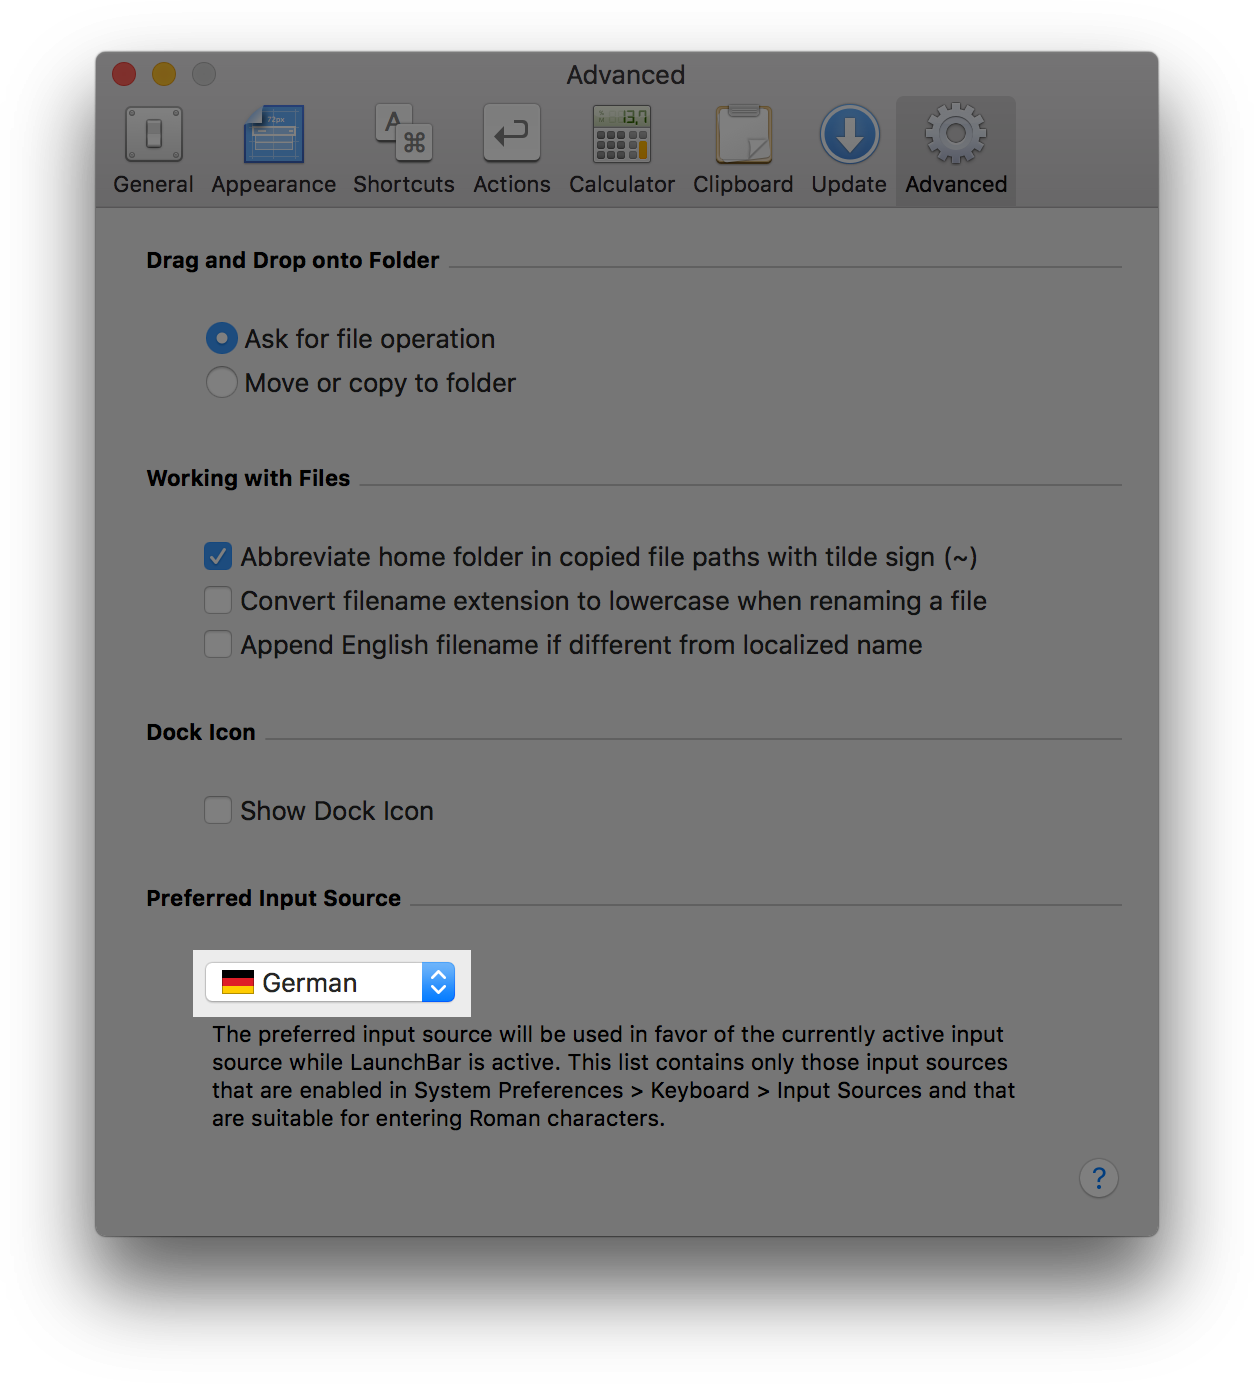 Advanced
72px
A
⌘
13.7
General Appearance Shortcuts Actions Calculator Clipboard Update Advanced
Drag and Drop onto Folder
Ask for file operation
Move or copy to folder
Working with Files
Abbreviate home folder in copied file paths with tilde sign (~)
Convert filename extension to lowercase when renaming a file
Append English filename if different from localized name
Dock Icon
Show Dock Icon
Preferred Input Source
German
The preferred input source will be used in favor of the currently active input
source while LaunchBar is active. This list contains only those input sources
that are enabled in System Preferences > Keyboard > Input Sources and that
are suitable for entering Roman characters.
?